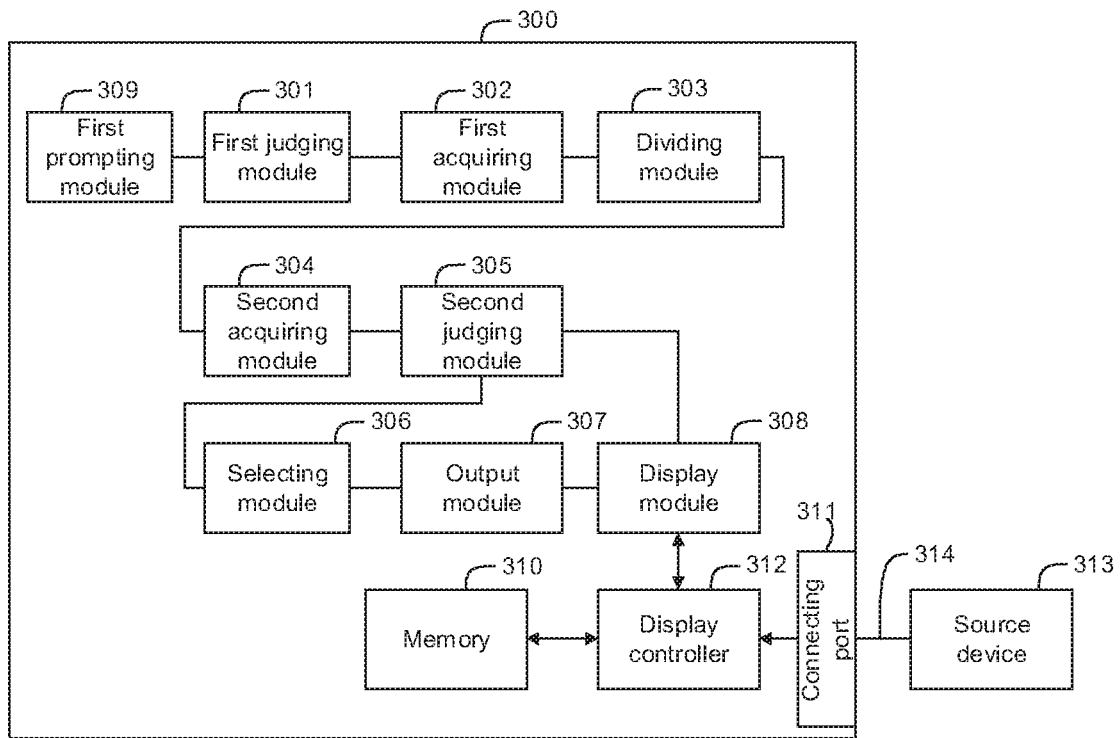 300
309
301
302
303
First
prompting
module
First judging
module
First
acquiring
module
Dividing
module
304
305
Second
acquiring
module
Second
judging
module
306
307
308
Selecting
module
Output
module
Display
module
311
310
312
314
313
Memory
Display
controller
Connecting
port
Source
device